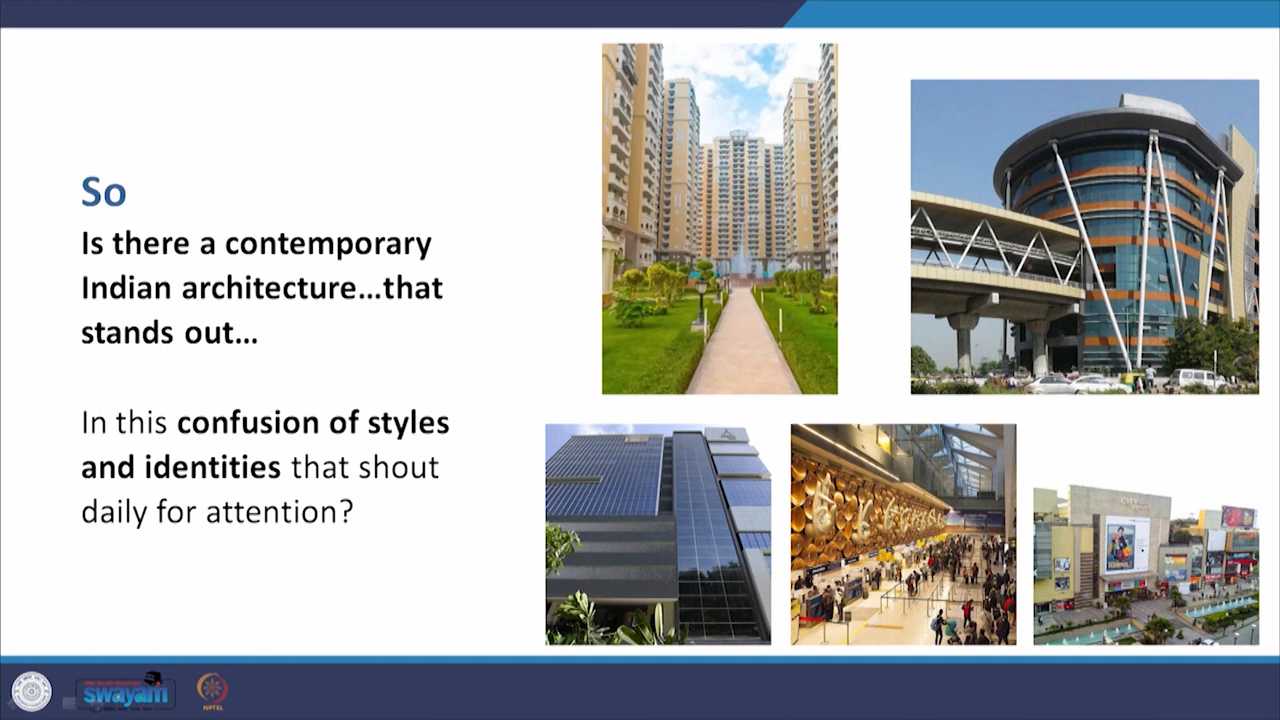 So
Is there a contemporary
Indian architecture...that
stands out...
In this confusion of styles
and identities that shout
daily for attention?
CITY
swayam
NPTEL